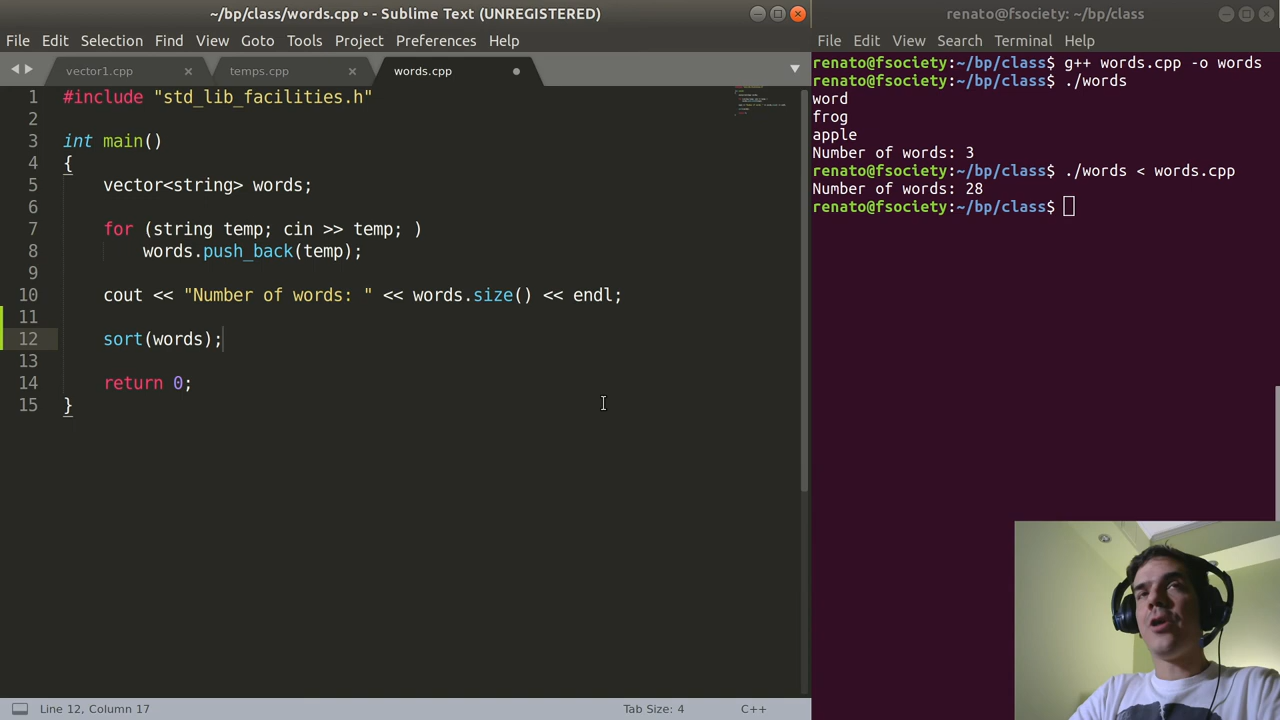 ~/bp/class/words.cpp • - Sublime Text (UNREGISTERED)
File Edit Selection Find View Goto Tools Project Preferences Help
vector1.cpp temps.cpp words.cpp
1 #include "std_lib_facilities.h"
2
3 int main()
4 {
5 vector<string> words;
6
7 for (string temp; cin >> temp; )
8 words.push_back(temp);
9
10 cout << "Number of words: " << words.size() << endl;
11
12 sort(words);
13
14 return 0;
15 }
Line 12, Column 17
Tab Size: 4
C++
renato@fsociety: ~/bp/class
File Edit View Search Terminal Help
renato@fsociety:~/bp/class$ g++ words.cpp -o words
renato@fsociety:~/bp/class$ ./words
word
frog
apple
Number of words: 3
renato@fsociety:~/bp/class$ ./words < words.cpp
Number of words: 28
renato@fsociety:~/bp/class$